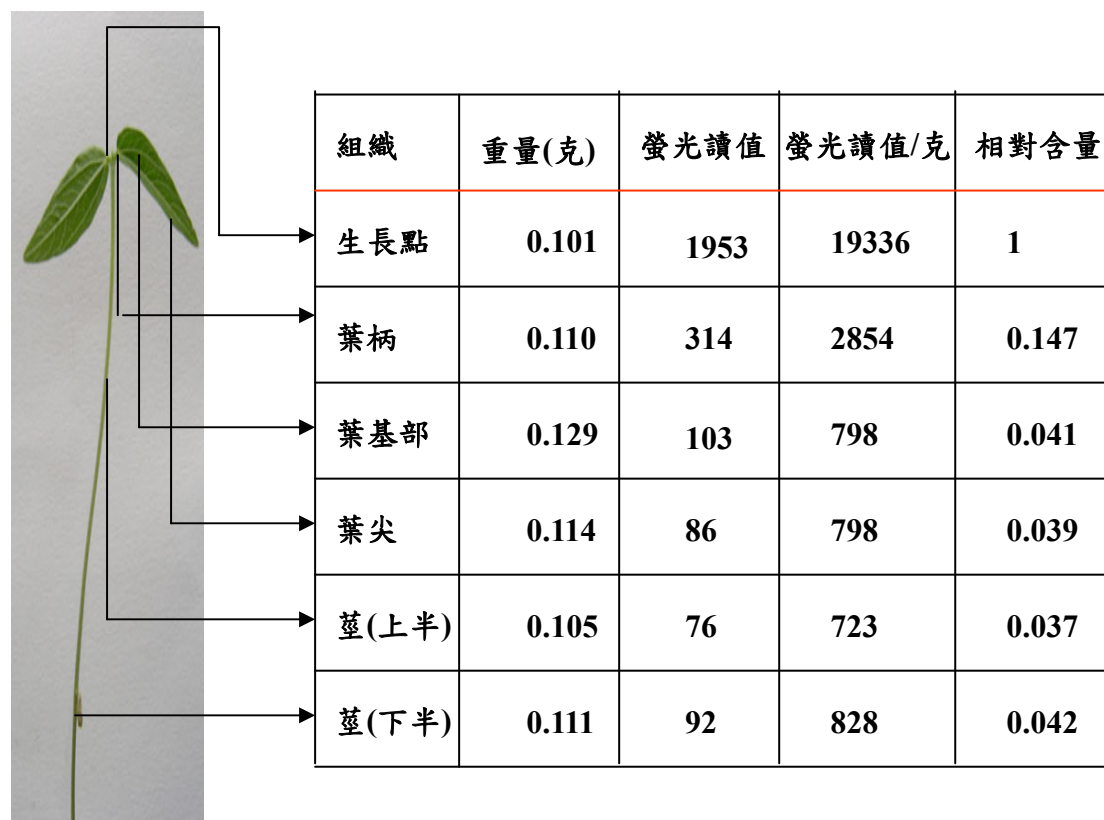 組織 重量(克) 螢光讀值 螢光讀值/克 相對含量
生長點 0.101 1953 19336 1
葉柄 0.110 314 2854 0.147
葉基部 0.129 103 798 0.041
葉尖 0.114 86 798 0.039
莖(上半) 0.105 76 723 0.037
莖(下半) 0.111 92 828 0.042